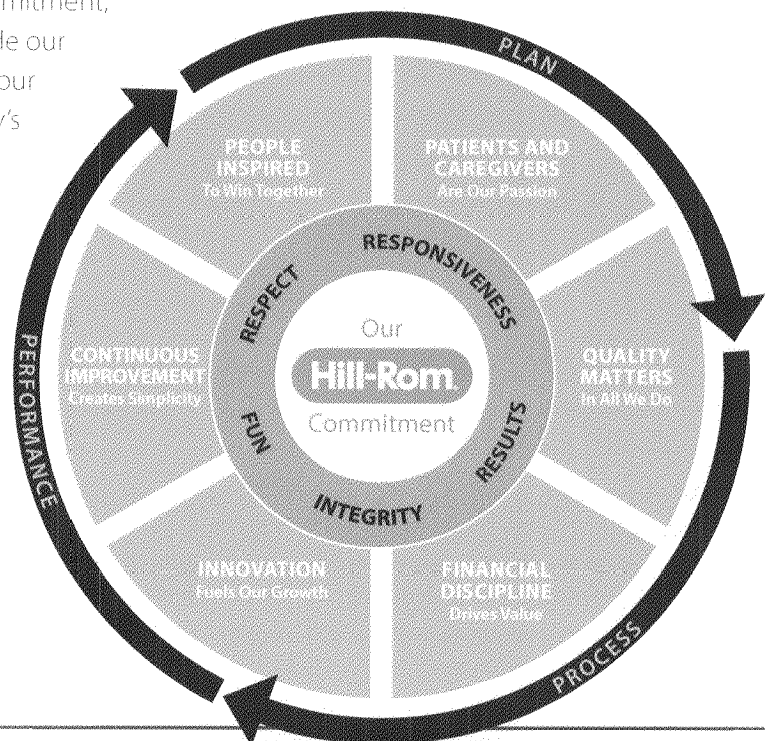 mitment,
de our
our
y's
PLAN
PEOPLE
INSPIRED
To Win Together
PATIENTS AND
CAREGIVERS
Are Our Passion
RESPONSIVENESS
RESPECT
Our
Hill-Rom
Commitment
CONTINUOUS
IMPROVEMENT
Creates Simplicity
QUALITY
MATTERS
In All We Do
PERFORMANCE
FUN
RESULTS
INTEGRITY
INNOVATION
Fuels Our Growth
FINANCIAL
DISCIPLINE
Drives Value
PROCESS